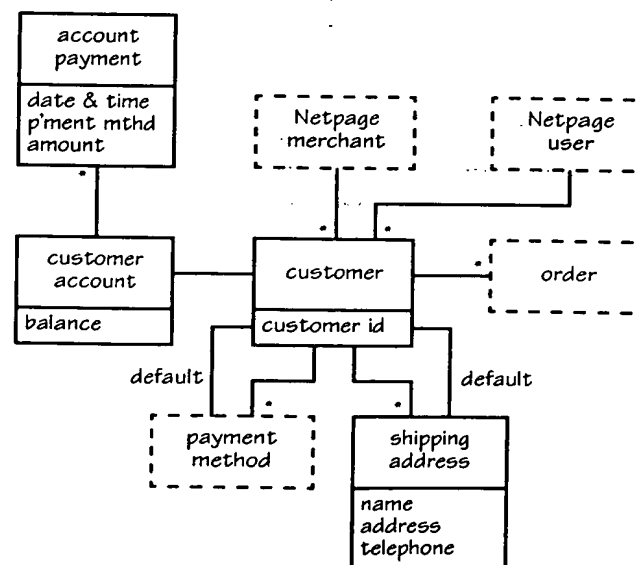 account
payment
date & time
p'ment mthd
amount
*
Netpage
merchant
*
Netpage
user
*
customer
account
balance
customer
customer id
*
order
default
*
payment
method
default
*
shipping
address
name
address
telephone